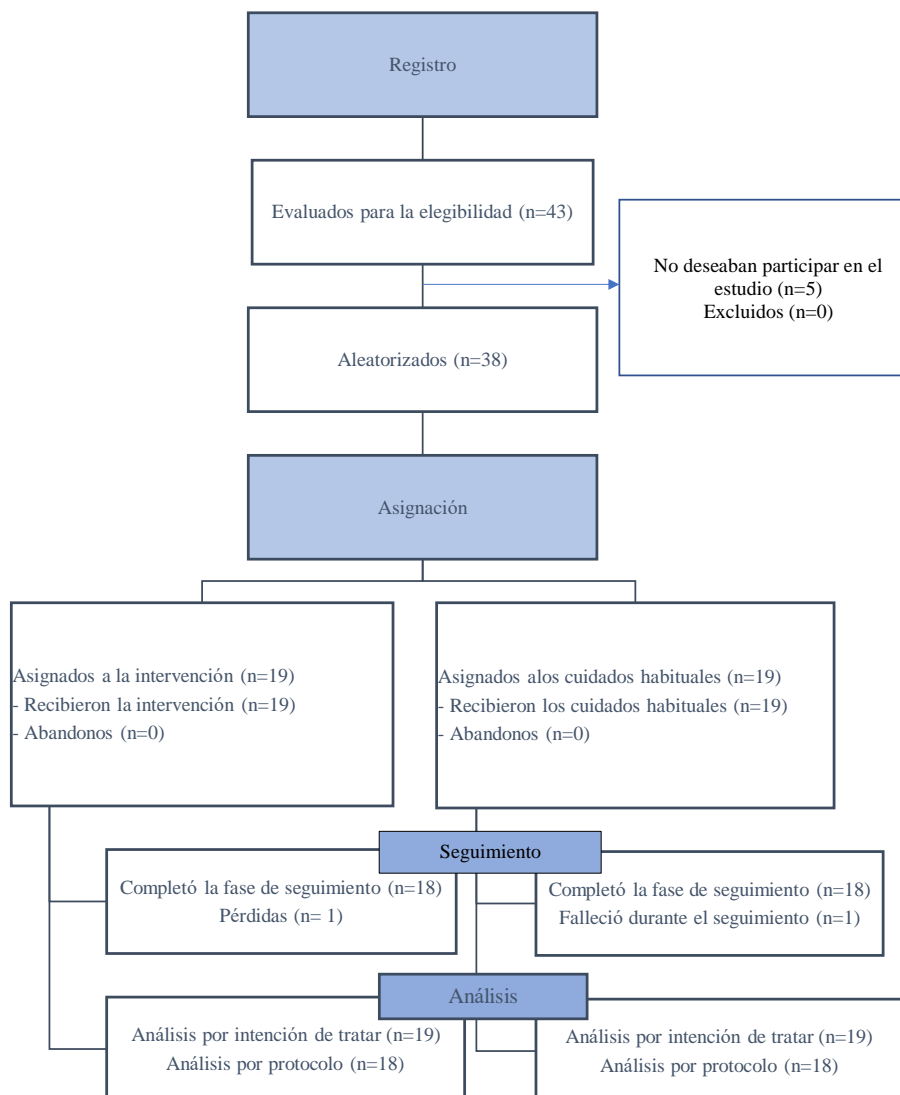 Registro
Evaluados para la elegibilidad (n=43)
No deseaban participar en el
estudio (n=5)
Excluidos (n=0)
Aleatorizados (n=38)
Asignación
Asignados a la intervención (n=19)
- Recibieron la intervención (n=19)
- Abandonos (n=0)
Asignados alos cuidados habituales (n=19)
- Recibieron los cuidados habituales (n=19)
- Abandonos (n=0)
Seguimiento
Completó la fase de seguimiento (n=18)
Pérdidas (n= 1)
Completó la fase de seguimiento (n=18)
Falleció durante el seguimiento (n=1)
Análisis
Análisis por intención de tratar (n=19)
Análisis por protocolo (n=18)
Análisis por intención de tratar (n=19)
Análisis por protocolo (n=18)